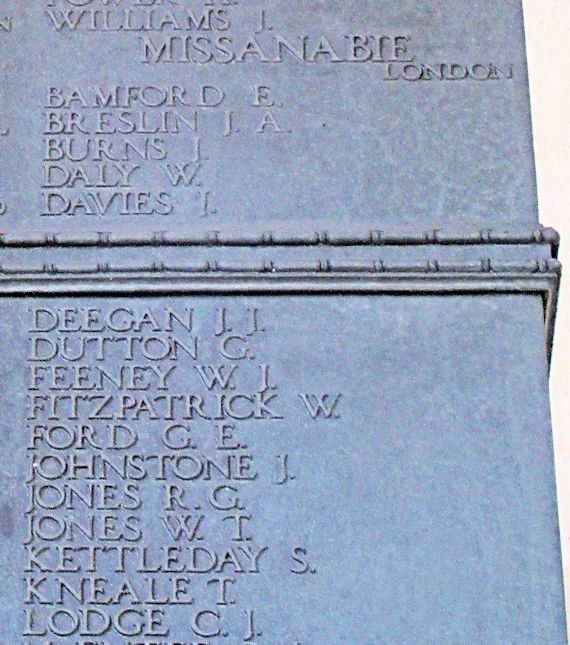 WILLIAMS J.
MISSANABIE
LONDON
BAMFORD E.
BRESLIN J. A.
BURNS J.
DALY W.
DAVIES J.
DEEGAN J. J.
DUTTON G.
FEENEY W. J.
FITZPATRICK W.
FORD G. E.
JOHNSTONE J.
JONES R. G.
JONES W. T.
KETTLEDAY S.
KNEALE T.
LODGE C. J.